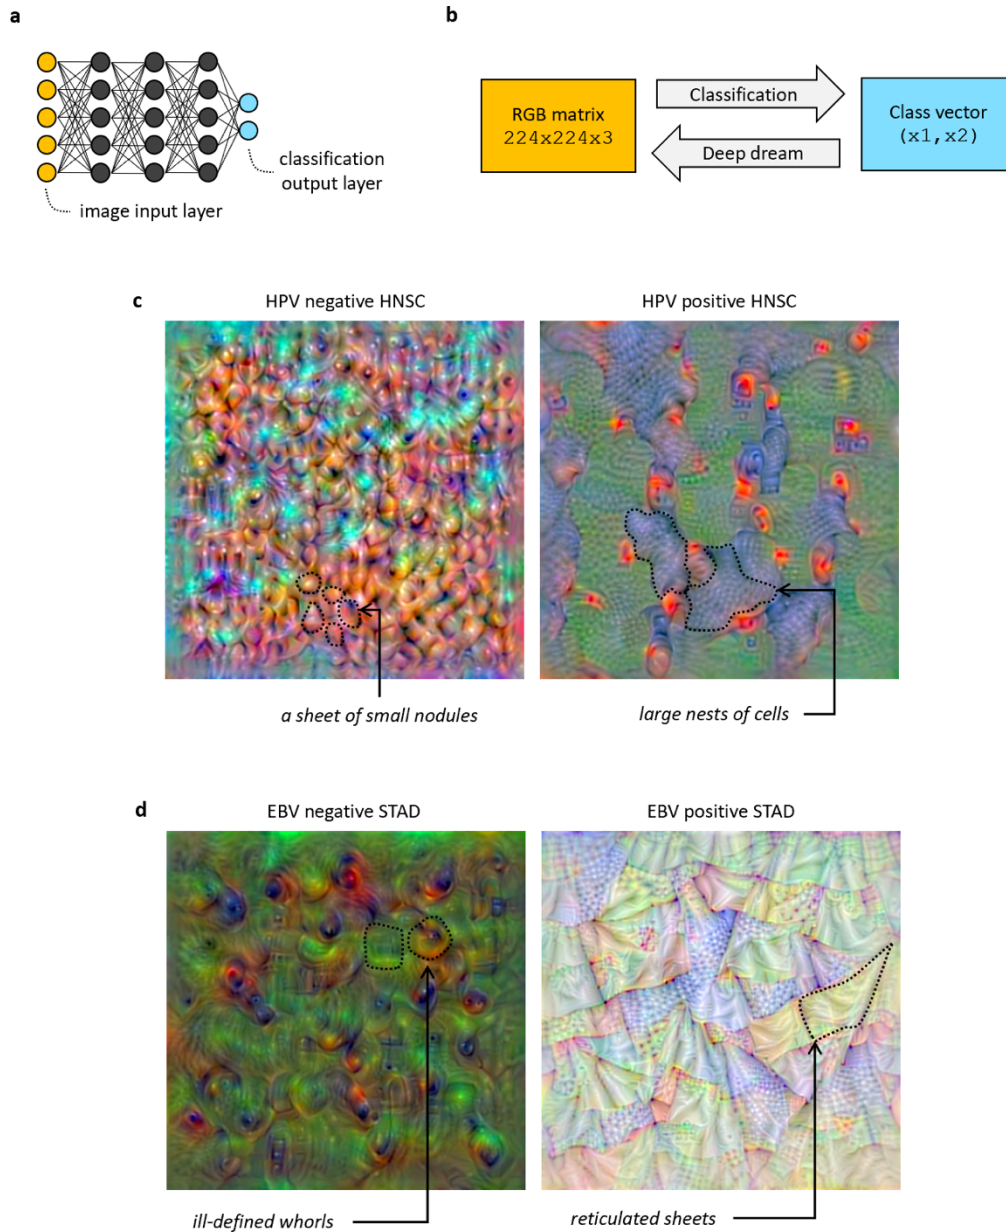 a
classification
output layer
image input layer
b
RGB matrix
224x224x3
Classification
Deep dream
Class vector
(x1,x2)
c
HPV negative HNSC
HPV positive HNSC
a sheet of small nodules
large nests of cells
d
EBV negative STAD
EBV positive STAD
ill-defined whorls
reticulated sheets